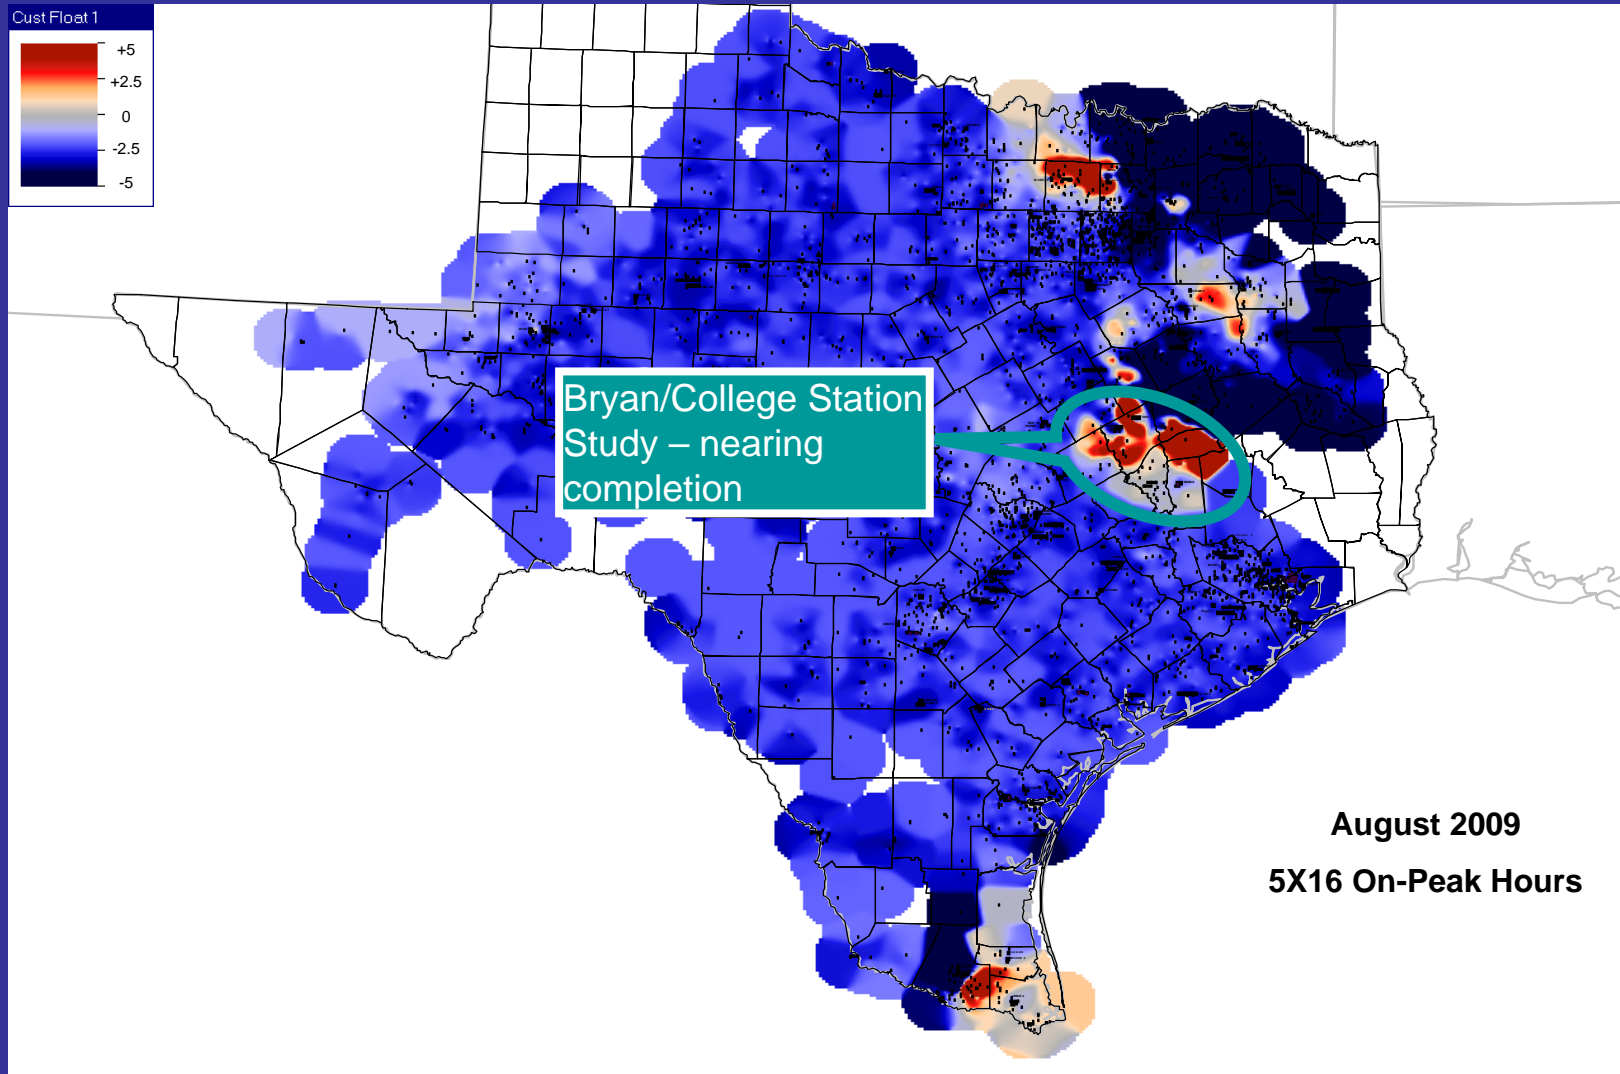 Cust Float 1
+5
+2.5
0
-2.5
-5
Bryan/College Station
Study – nearing
completion
August 2009
5X16 On-Peak Hours